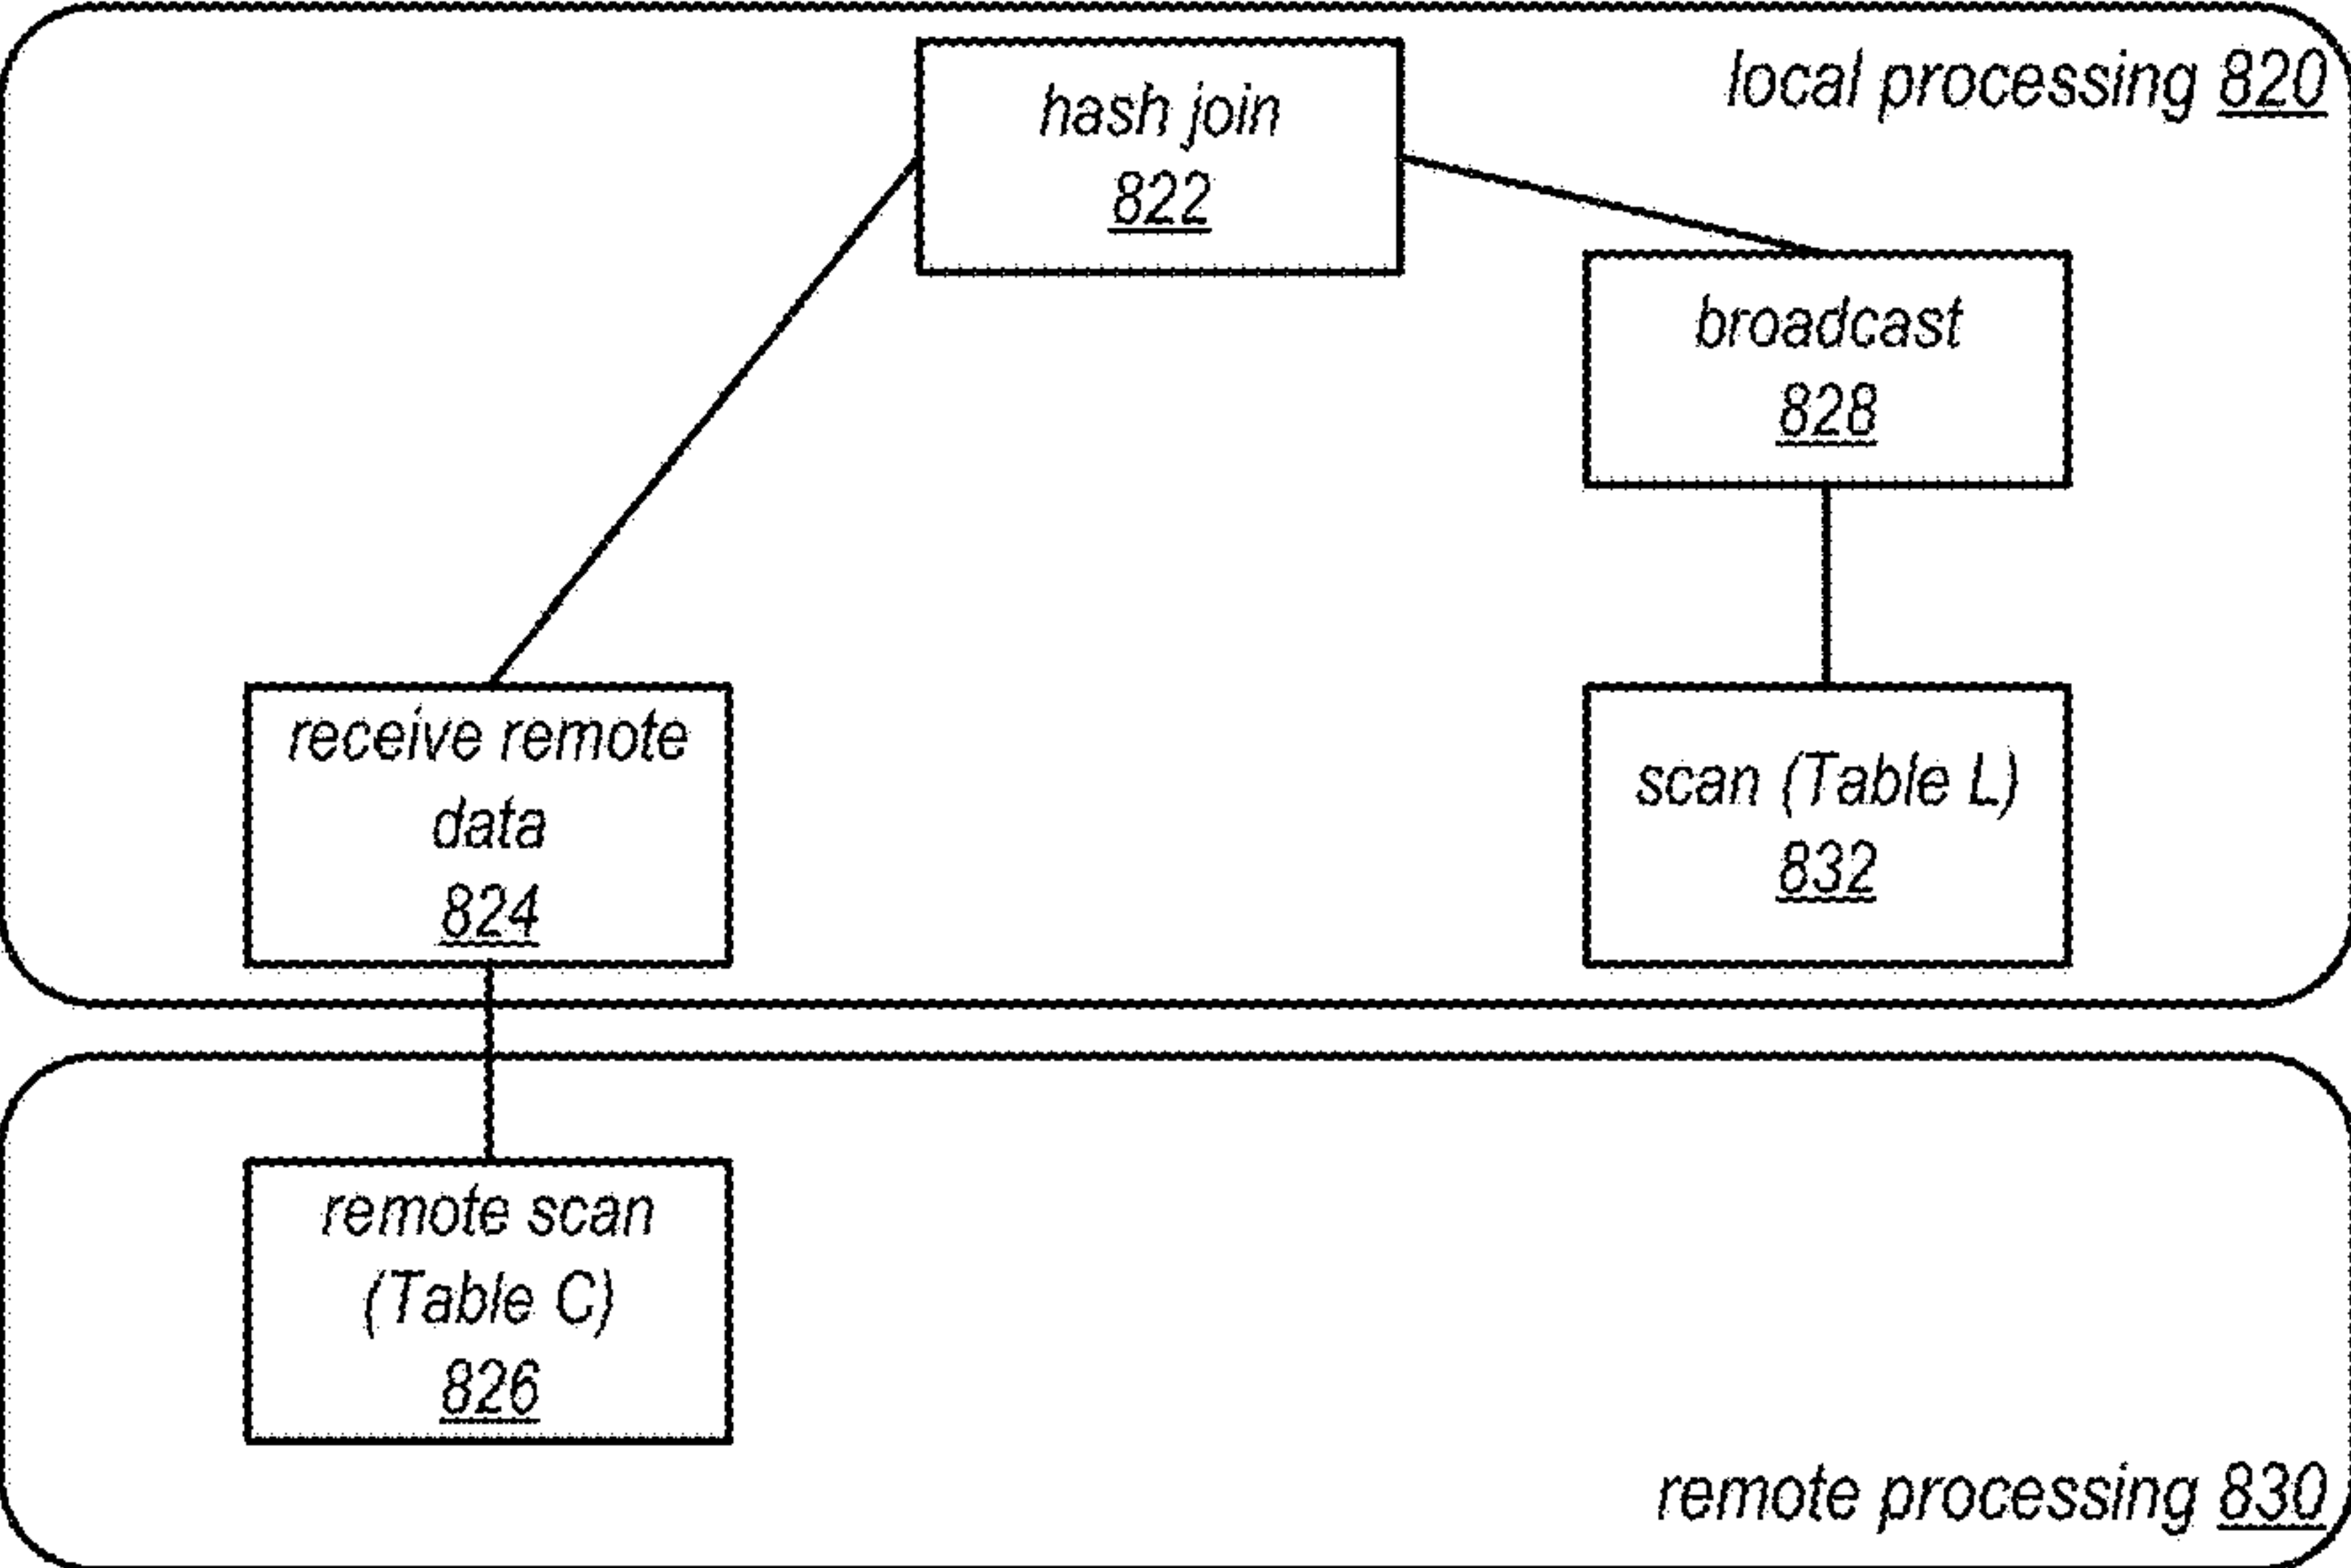 local processing 820
hash join
822
broadcast
828
receive remote
data
824
scan (Table L)
832
remote scan
(Table C)
826
remote processing 830